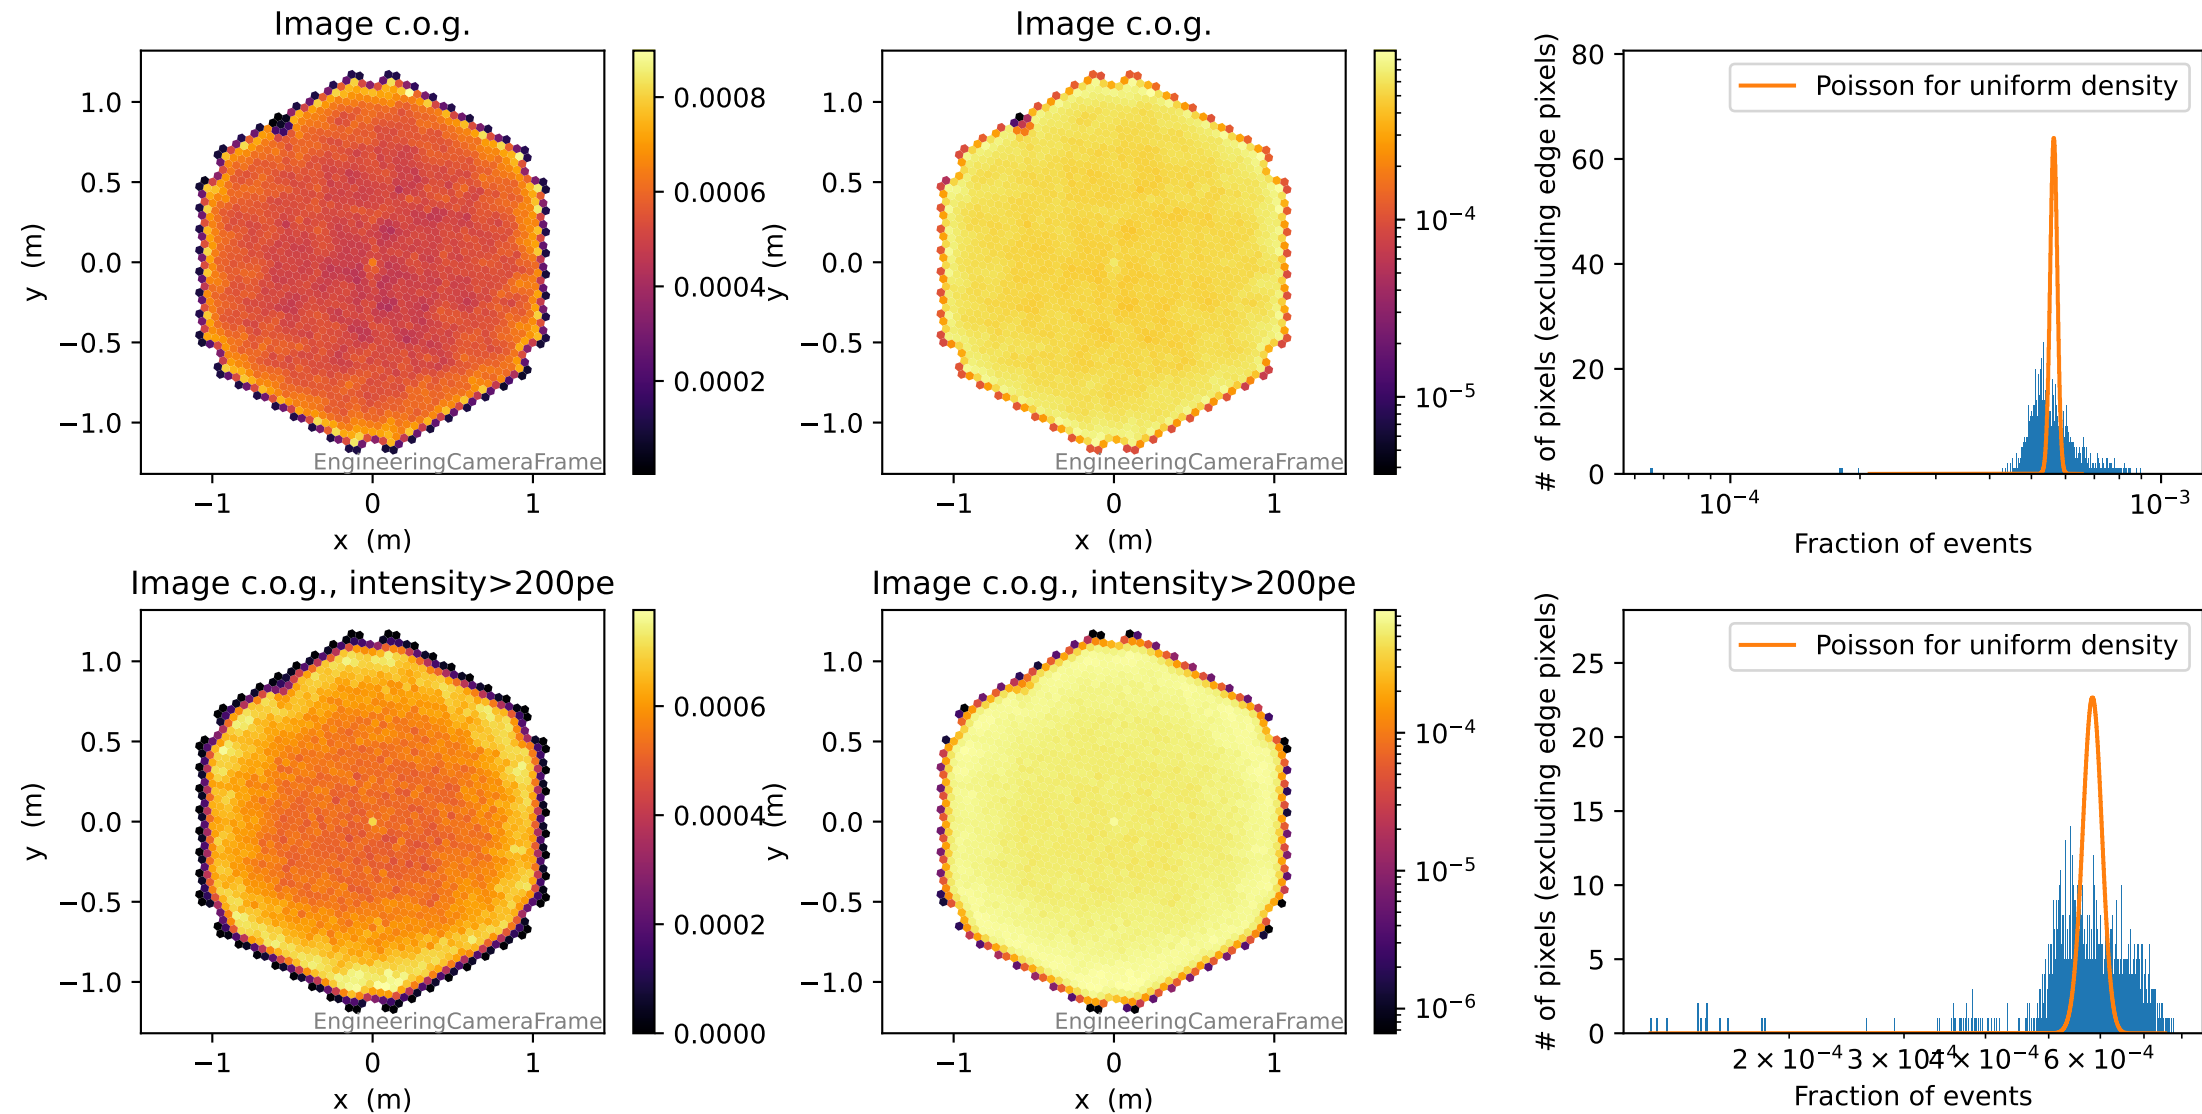 Image c.o.g.
1.0
0.5
0.0
−0.5
−1.0
y (m)
−1
0
1
x (m)
EngineeringCameraFrame
0.0008
0.0006
0.0004
0.0002
Image c.o.g.
1.0
0.5
0.0
−0.5
−1.0
y (m)
−1
0
1
x (m)
EngineeringCameraFrame
10⁻⁴
10⁻⁵
# of pixels (excluding edge pixels)
80
60
40
20
0
Poisson for uniform density
10⁻⁴
10⁻³
Fraction of events
Image c.o.g., intensity>200pe
1.0
0.5
0.0
−0.5
−1.0
y (m)
−1
0
1
x (m)
EngineeringCameraFrame
0.0006
0.0004
0.0002
0.0000
Image c.o.g., intensity>200pe
1.0
0.5
0.0
−0.5
−1.0
y (m)
−1
0
1
x (m)
EngineeringCameraFrame
10⁻⁴
10⁻⁵
10⁻⁶
# of pixels (excluding edge pixels)
25
20
15
10
5
0
Poisson for uniform density
2 × 10⁻⁴
3 × 10⁻⁴
4 × 10⁻⁴
6 × 10⁻⁴
Fraction of events